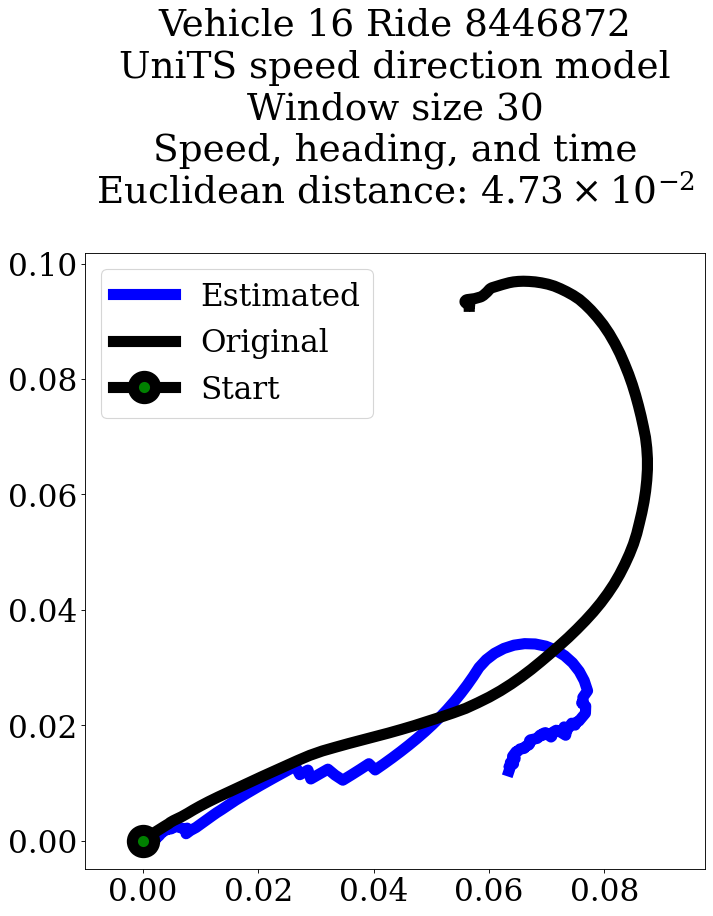 Vehicle 16 Ride 8446872
UniTS speed direction model
Window size 30
Speed, heading, and time
Euclidean distance: 4.73 × 10⁻²
0.10
0.08
0.06
0.04
0.02
0.00
Estimated
Original
Start
0.00 0.02 0.04 0.06 0.08